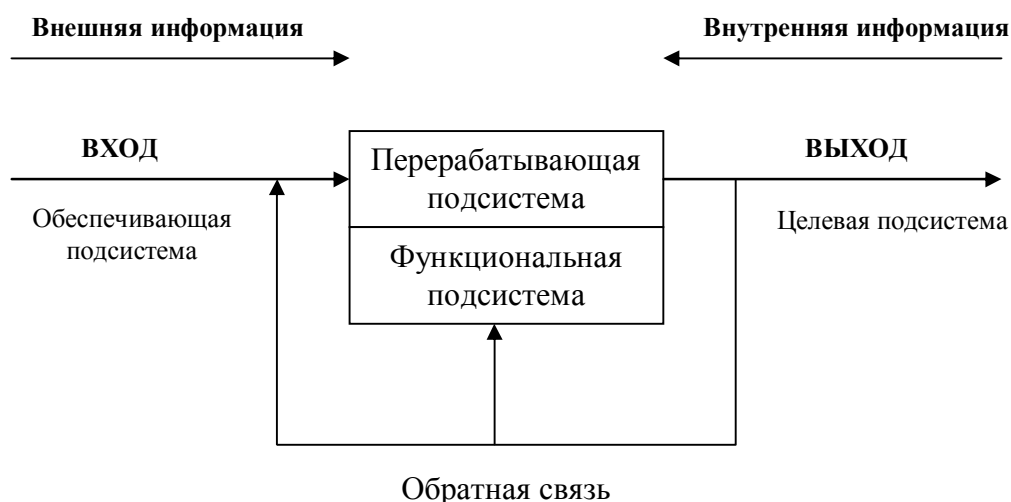 Внешняя информация
Внутренняя информация
ВХОД
Перерабатывающая
подсистема
ВЫХОД
Обеспечивающая
подсистема
Целевая подсистема
Функциональная
подсистема
Обратная связь